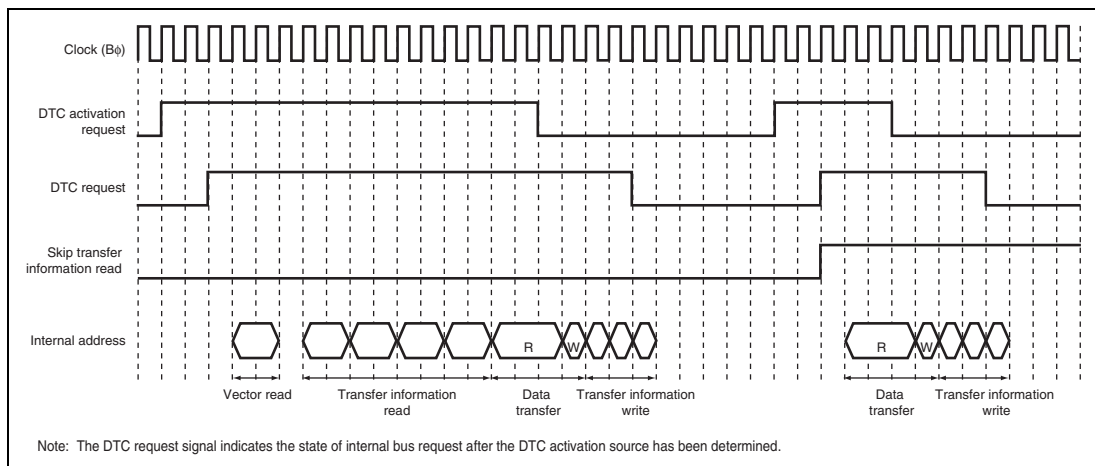 Clock (Bφ)
DTC activation
request
DTC request
Skip transfer
information read
Internal address
R
W
R
W
Vector read
Transfer information
read
Data
transfer
Transfer information
write
Data
transfer
Transfer information
write
Note: The DTC request signal indicates the state of internal bus request after the DTC activation source has been determined.